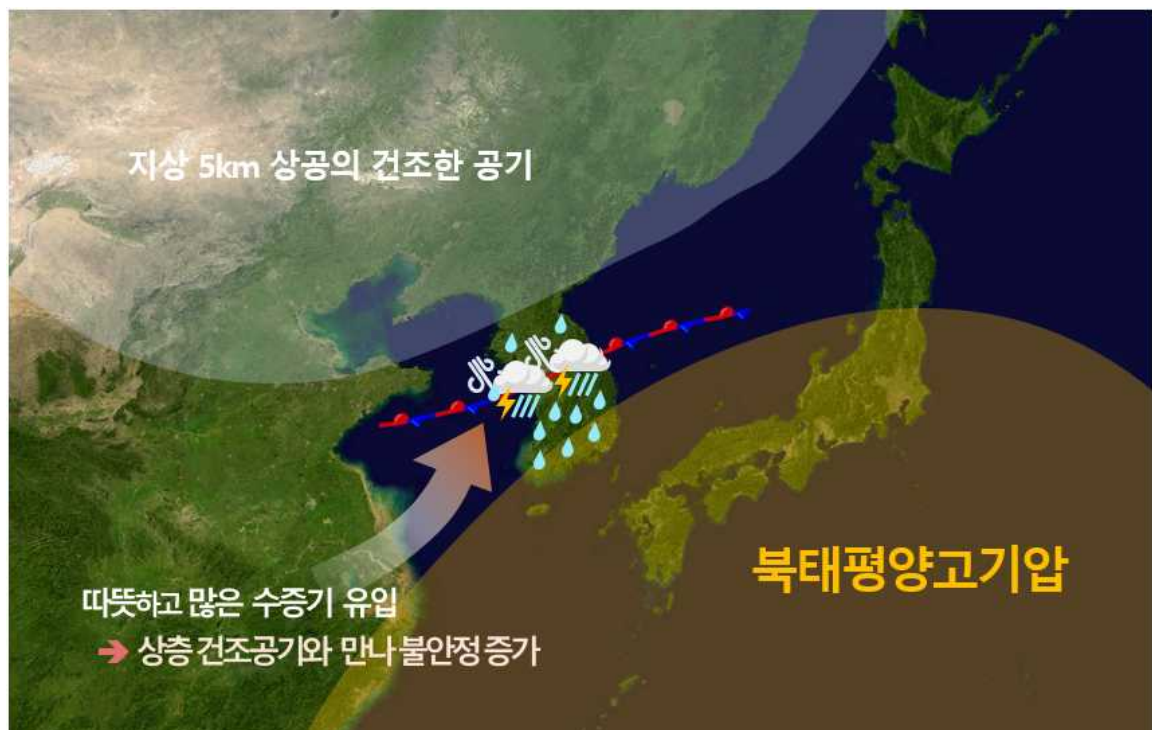 지상 5km 상공의 건조한 공기
북태평양고기압
따뜻하고 많은 수증기 유입
➔ 상층 건조공기와 만나 불안정 증가